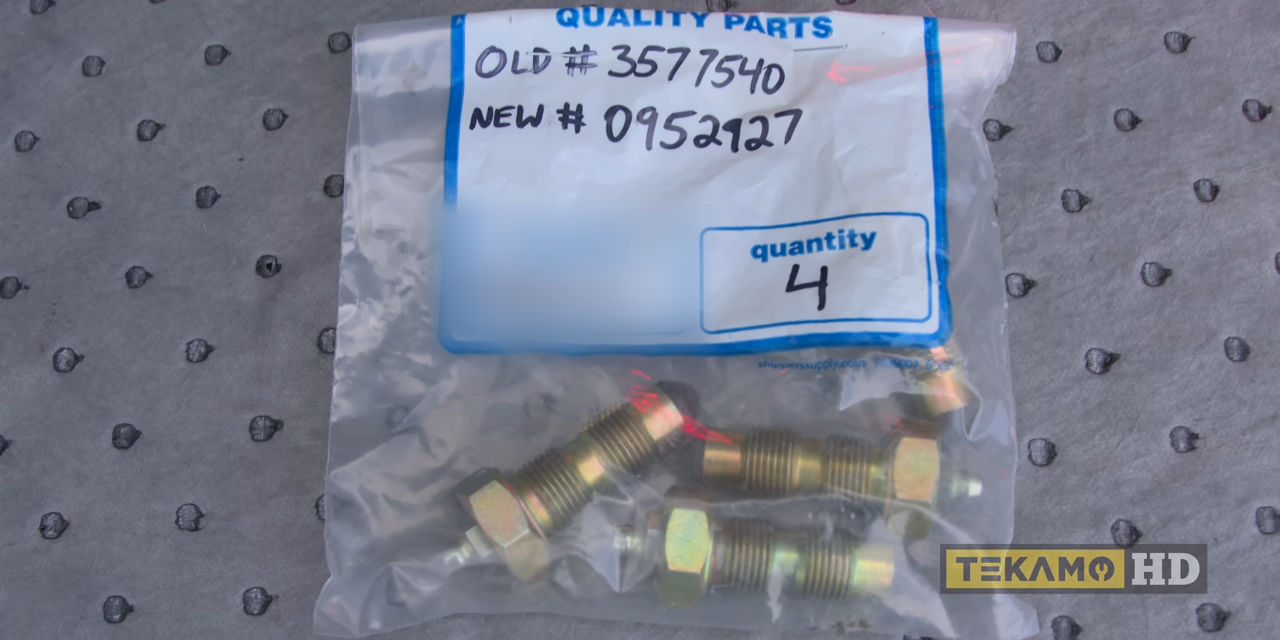 QUALITY PARTS
OLD # 3577540
NEW # 0952927
quantity
4
TEKAMO HD